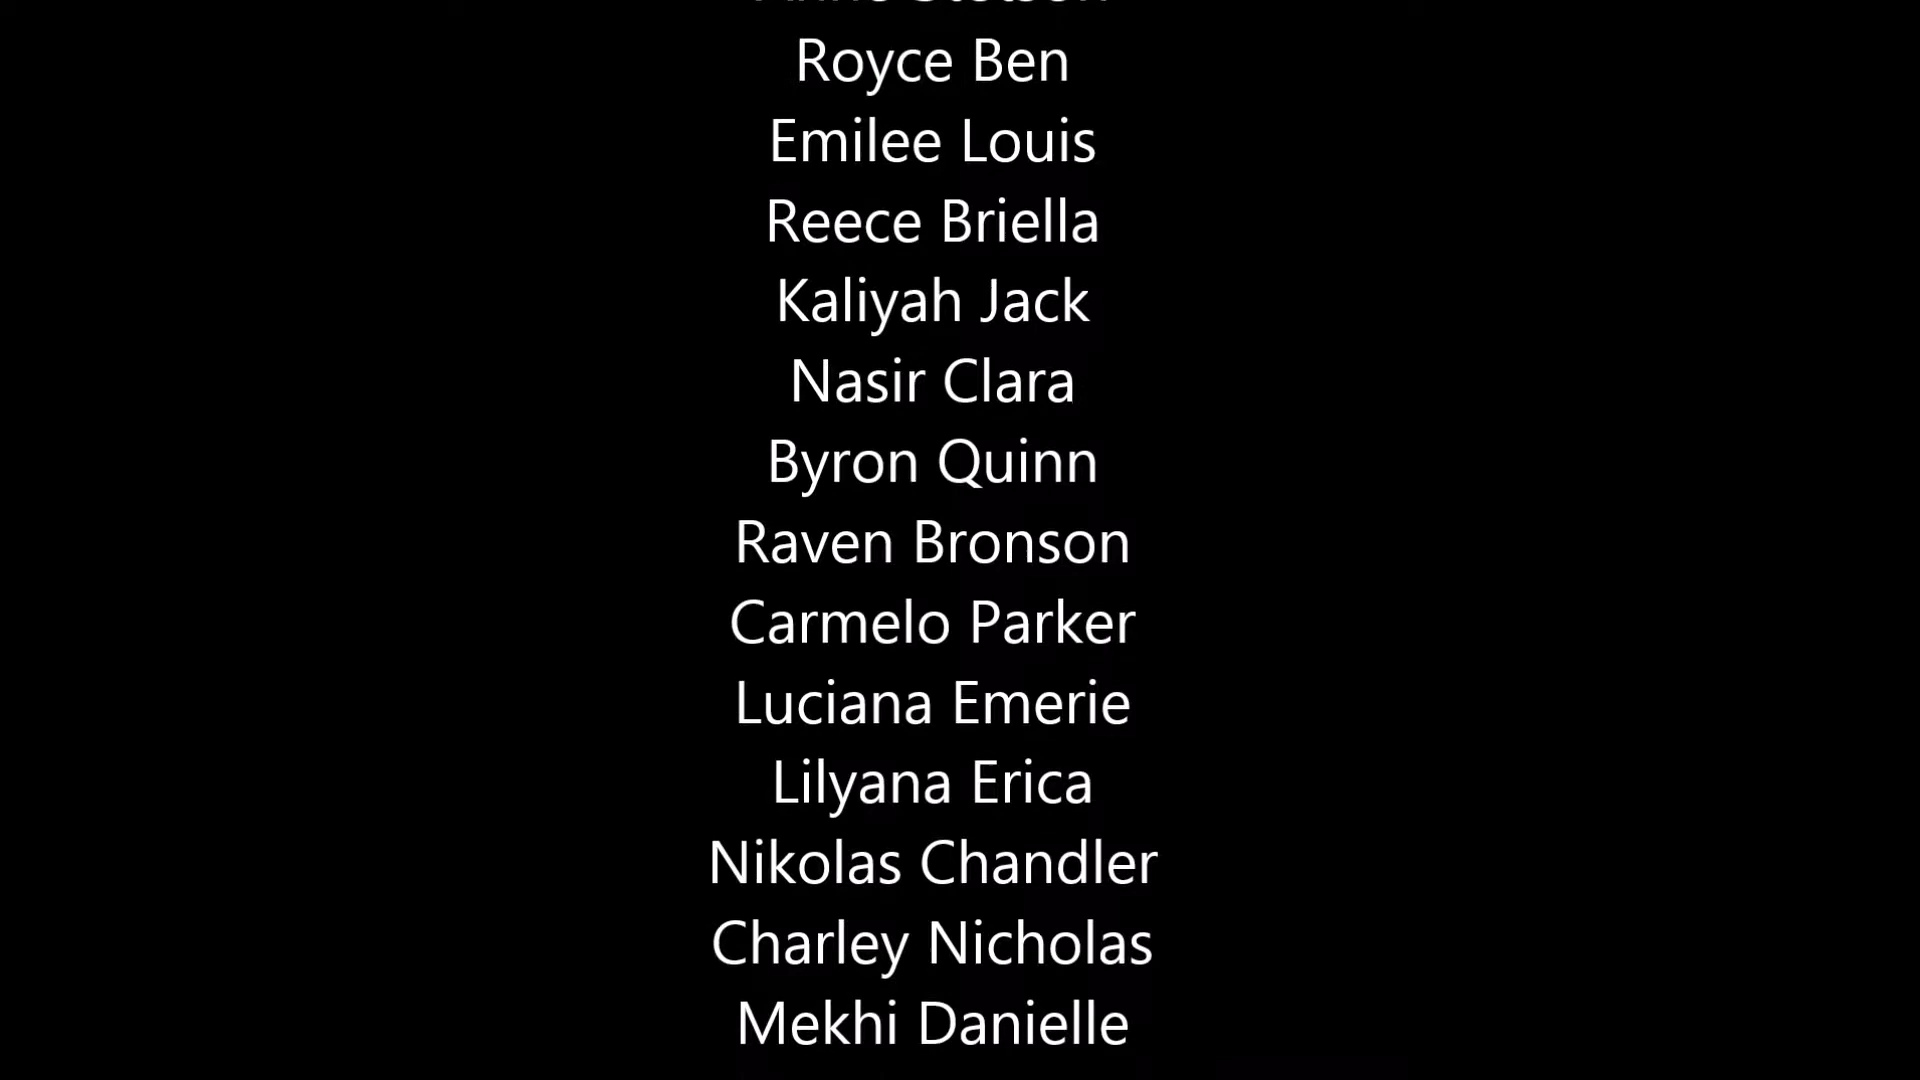 Royce Ben
Emilee Louis
Reece Briella
Kaliyah Jack
Nasir Clara
Byron Quinn
Raven Bronson
Carmelo Parker
Luciana Emerie
Lilyana Erica
Nikolas Chandler
Charley Nicholas
Mekhi Danielle